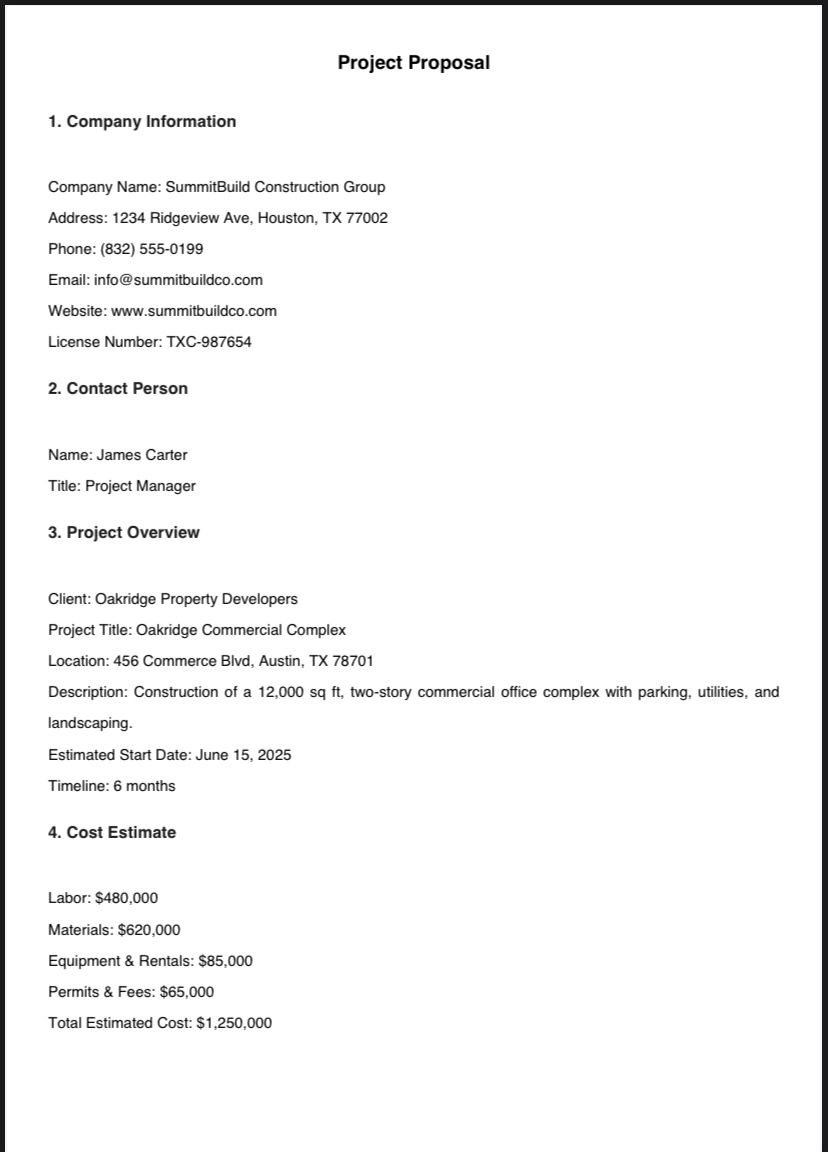 Project Proposal
1. Company Information
Company Name: SummitBuild Construction Group
Address: 1234 Ridgeview Ave, Houston, TX 77002
Phone: (832) 555-0199
Email: info@summitbuildco.com
Website: www.summitbuildco.com
License Number: TXC-987654
2. Contact Person
Name: James Carter
Title: Project Manager
3. Project Overview
Client: Oakridge Property Developers
Project Title: Oakridge Commercial Complex
Location: 456 Commerce Blvd, Austin, TX 78701
Description: Construction of a 12,000 sq ft, two-story commercial office complex with parking, utilities, and
landscaping.
Estimated Start Date: June 15, 2025
Timeline: 6 months
4. Cost Estimate
Labor: $480,000
Materials: $620,000
Equipment & Rentals: $85,000
Permits & Fees: $65,000
Total Estimated Cost: $1,250,000